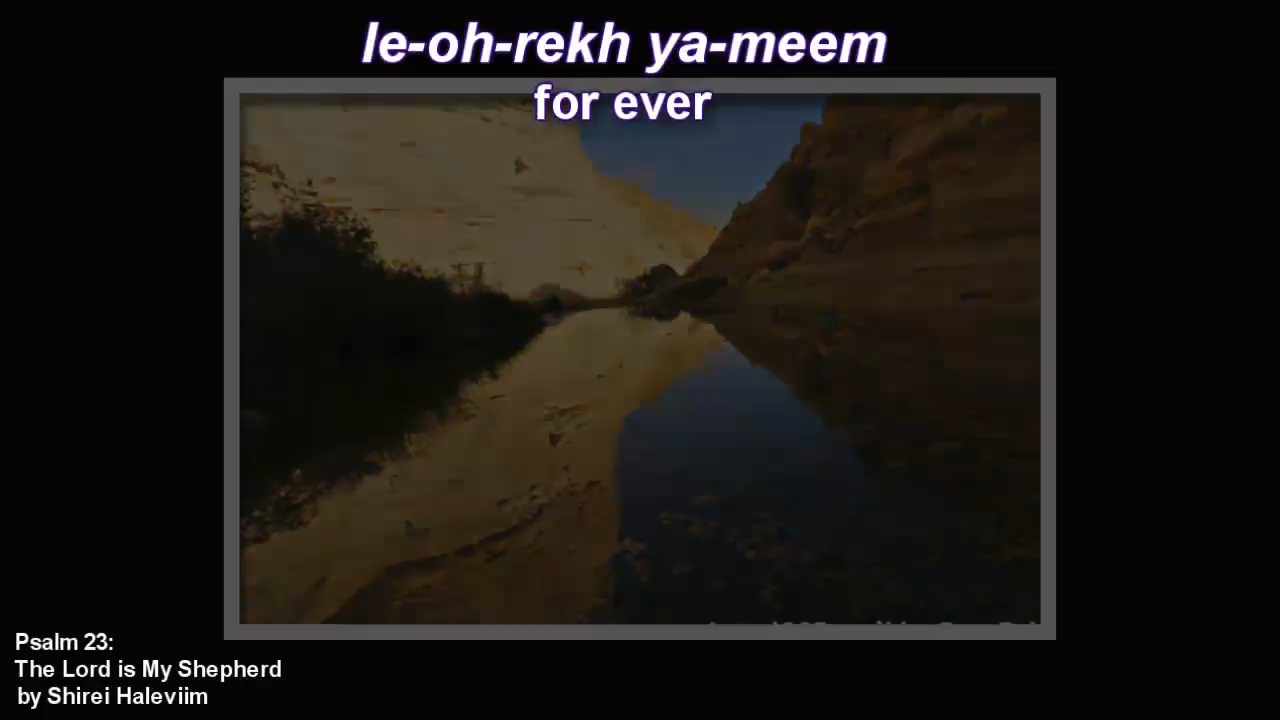 le-oh-rekh ya-meem
for ever
Psalm 23:
The Lord is My Shepherd
by Shirei Haleviim